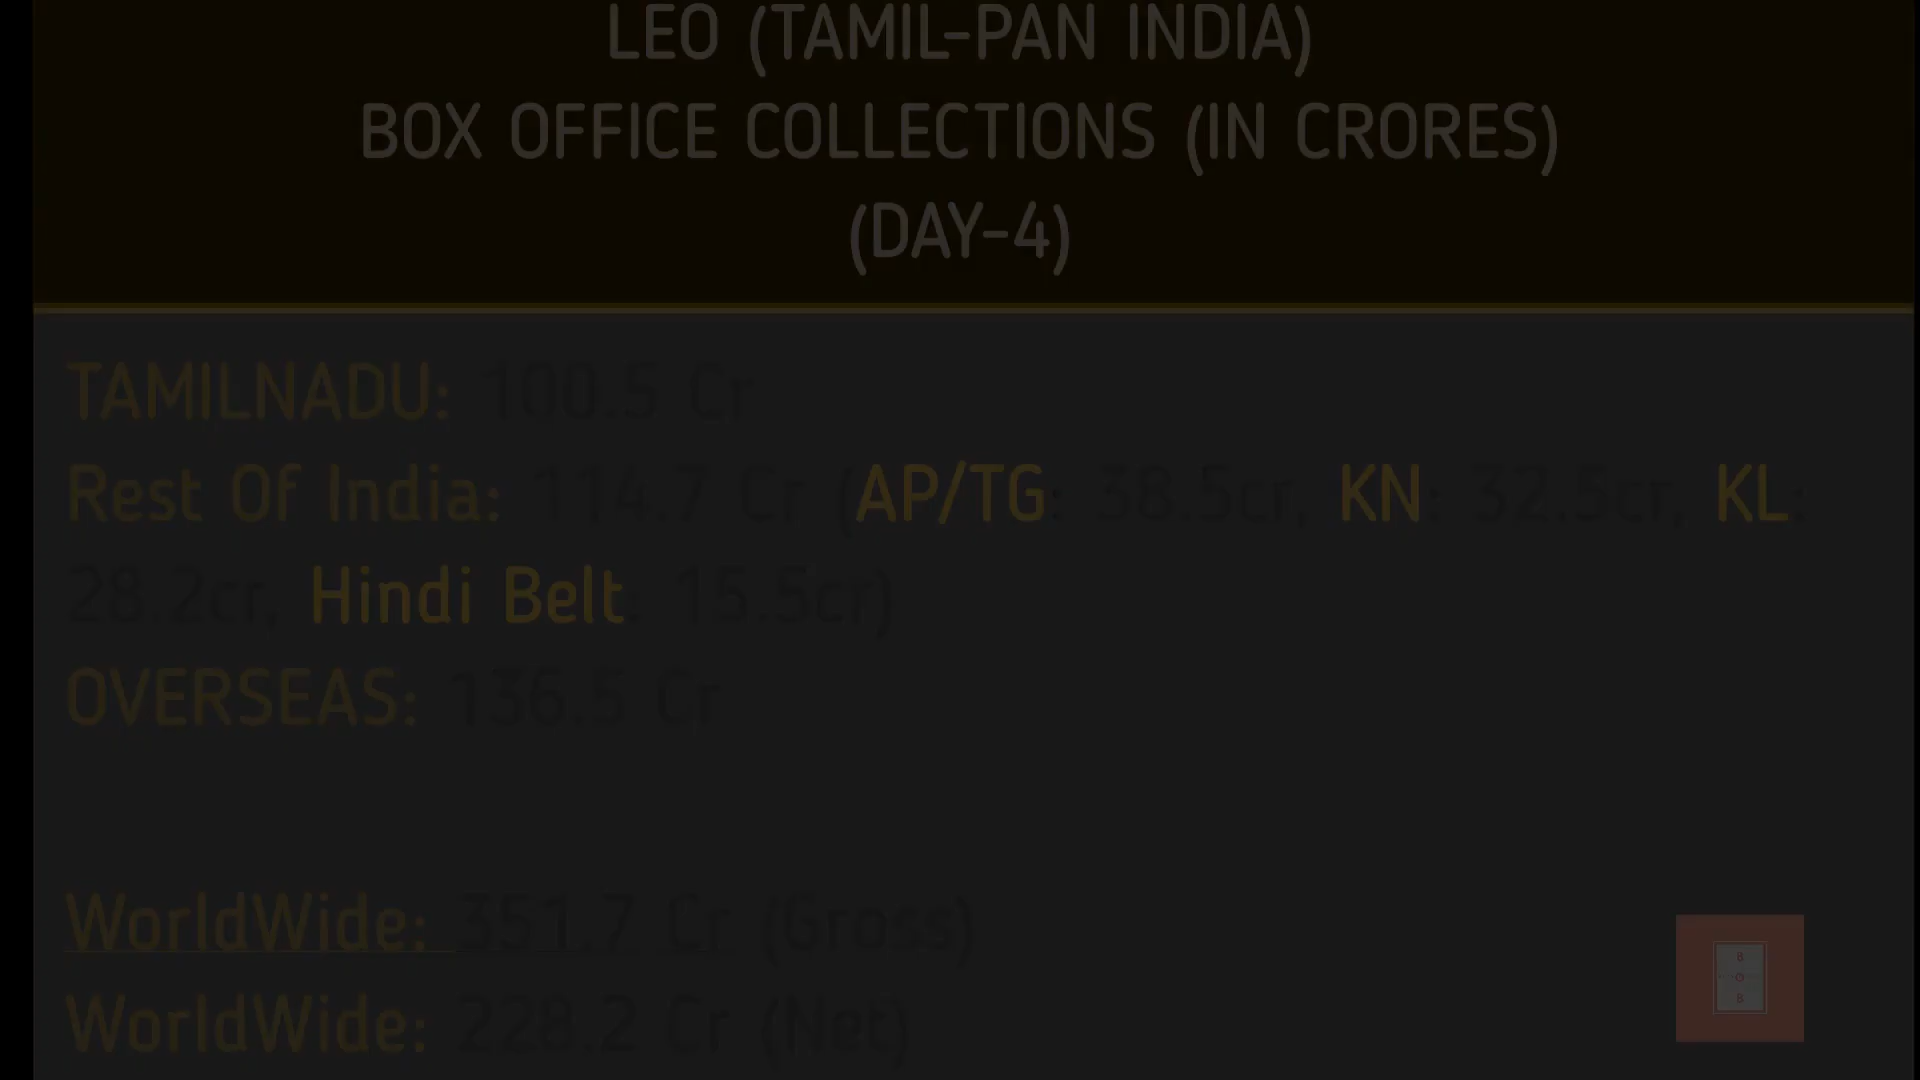 LEO (TAMIL-PAN INDIA)
BOX OFFICE COLLECTIONS (IN CRORES)
(DAY-4)
TAMILNADU: 100.5 Cr
Rest Of India: 114.7 Cr (AP/TG: 38.5cr, KN: 32.5cr, KL:
28.2cr, Hindi Belt: 15.5cr)
OVERSEAS: 136.5 Cr
WorldWide: 351.7 Cr (Gross)
WorldWide: 228.2 Cr (Net)
B
O
B